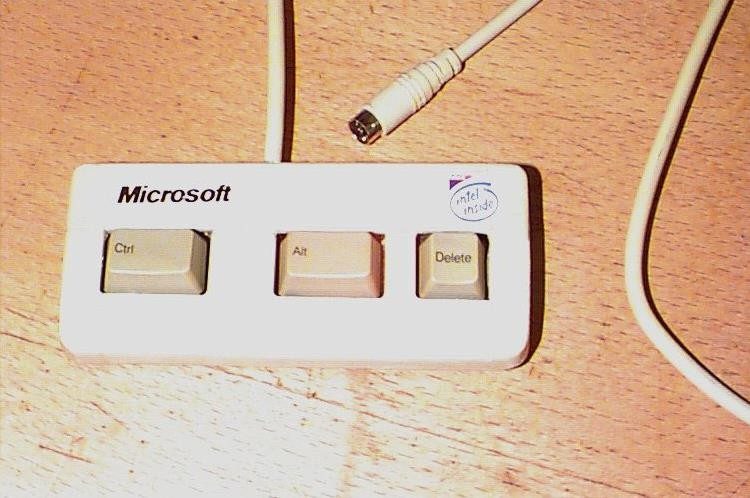 Microsoft
intel
inside
Ctrl
Alt
Delete